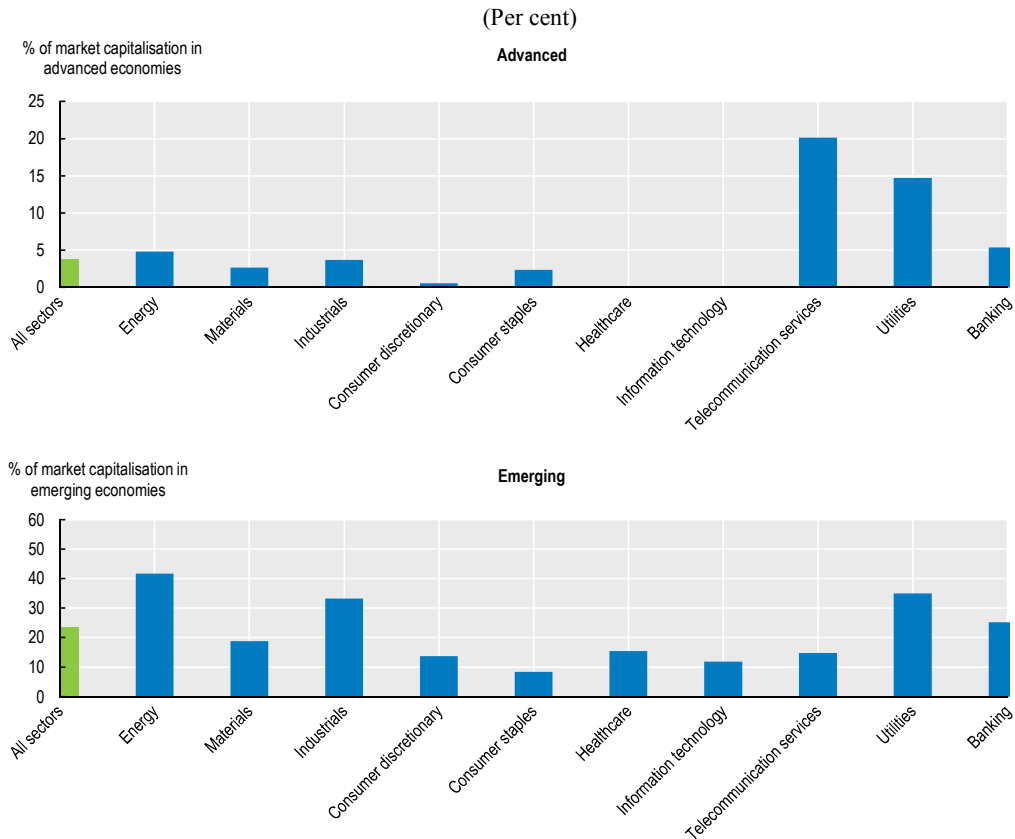 (Per cent)
% of market capitalisation in
advanced economies
Advanced
25
20
15
10
5
0
All sectors
Energy
Materials
Industrials
Consumer discretionary
Consumer staples
Healthcare
Information technology
Telecommunication services
Utilities
Banking
% of market capitalisation in
emerging economies
Emerging
60
50
40
30
20
10
0
All sectors
Energy
Materials
Industrials
Consumer discretionary
Consumer staples
Healthcare
Information technology
Telecommunication services
Utilities
Banking